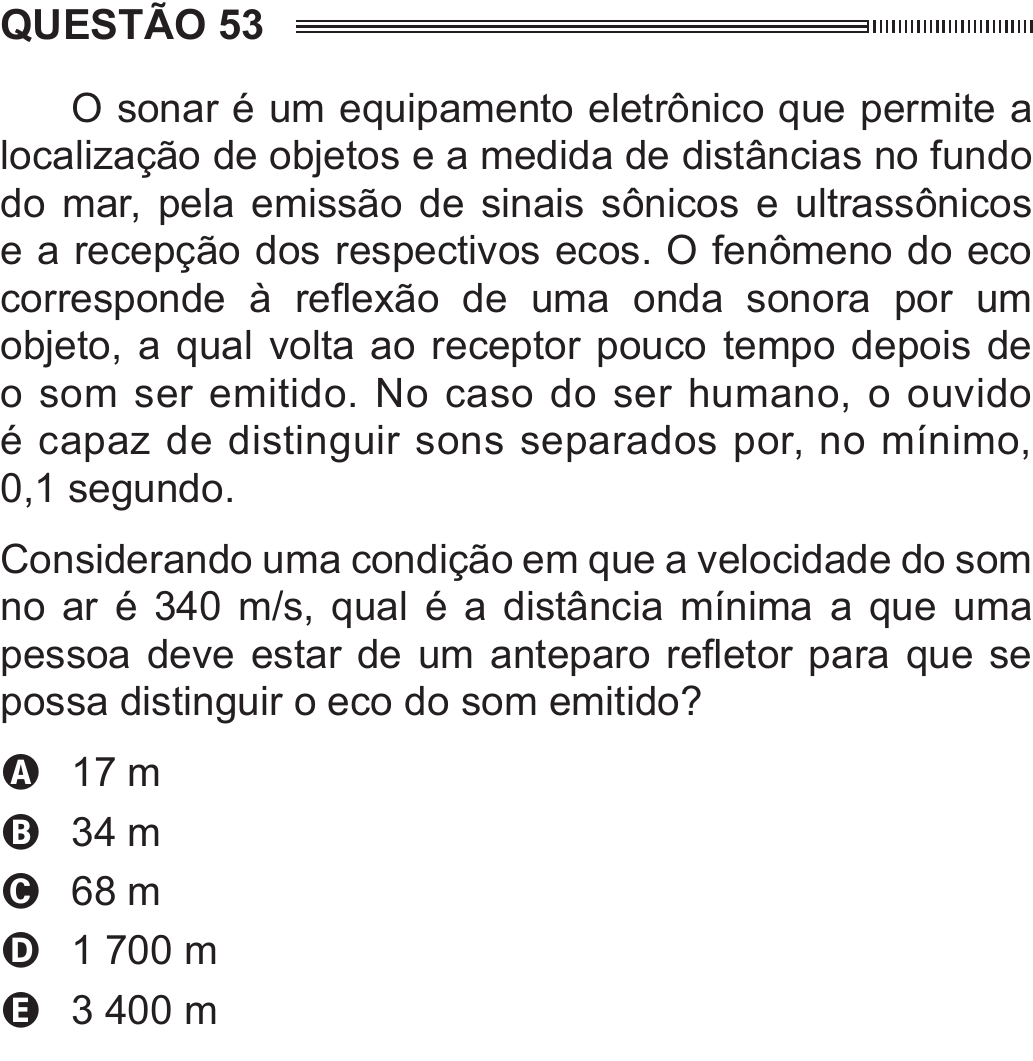 QUESTÃO 53
O sonar é um equipamento eletrônico que permite a
localização de objetos e a medida de distâncias no fundo
do mar, pela emissão de sinais sônicos e ultrassônicos
e a recepção dos respectivos ecos. O fenômeno do eco
corresponde à reflexão de uma onda sonora por um
objeto, a qual volta ao receptor pouco tempo depois de
o som ser emitido. No caso do ser humano, o ouvido
é capaz de distinguir sons separados por, no mínimo,
0,1 segundo.
Considerando uma condição em que a velocidade do som
no ar é 340 m/s, qual é a distância mínima a que uma
pessoa deve estar de um anteparo refletor para que se
possa distinguir o eco do som emitido?
A 17 m
B 34 m
C 68 m
D 1 700 m
E 3 400 m